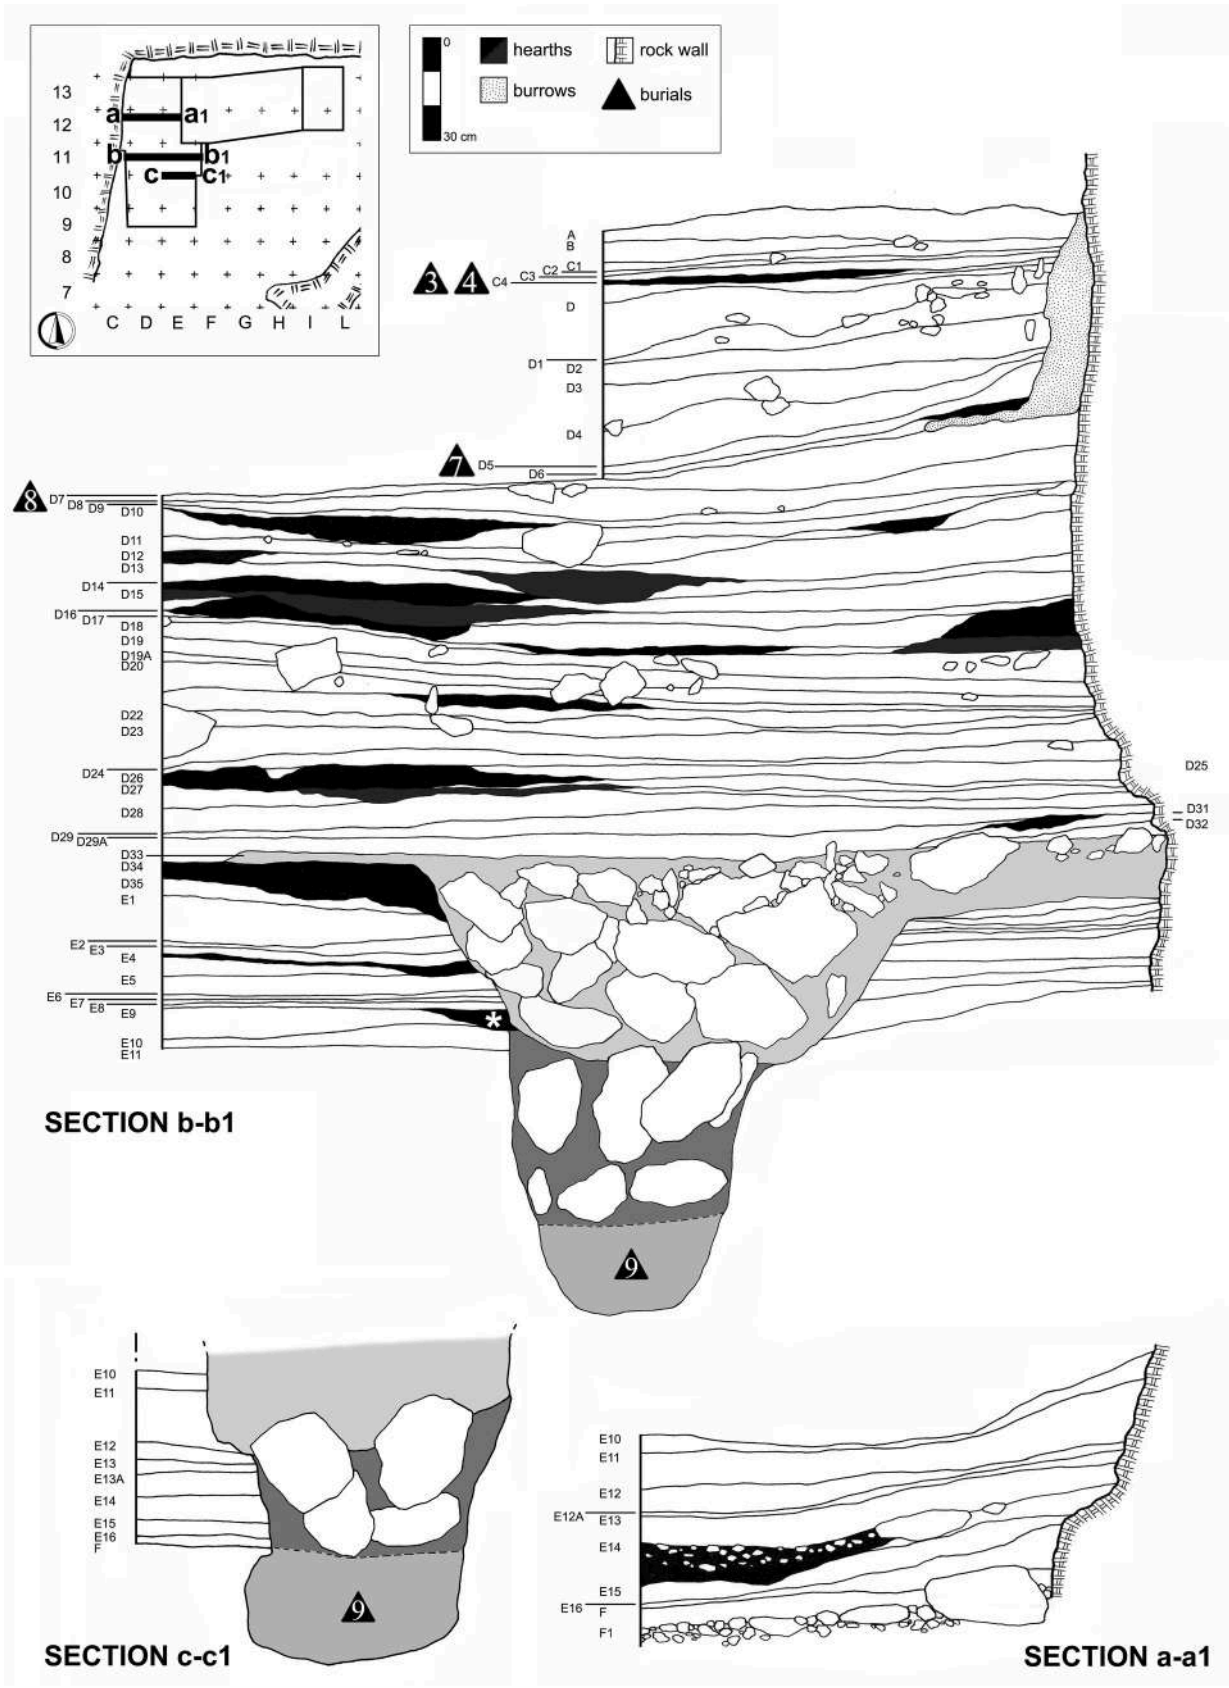 13
12
11
10
9
8
7
a a1
b b1
c c1
C D E F G H I L
0
30 cm
hearths
rock wall
burrows
burials
A
B
C1
C2
C3
C4
3 4
D
D1
D2
D3
D4
7
D5
D6
8
D7
D8
D9
D10
D11
D12
D13
D14
D15
D16
D17
D18
D19
D19A
D20
D22
D23
D24
D25
D26
D27
D28
D31
D32
D29
D29A
D33
D34
D35
E1
E2
E3
E4
E5
E6
E7
E8
E9
*
E10
E11
SECTION b-b1
9
E10
E11
E12
E13
E13A
E14
E15
E16
F
9
SECTION c-c1
E10
E11
E12
E12A
E13
E14
E15
E16
F
F1
SECTION a-a1